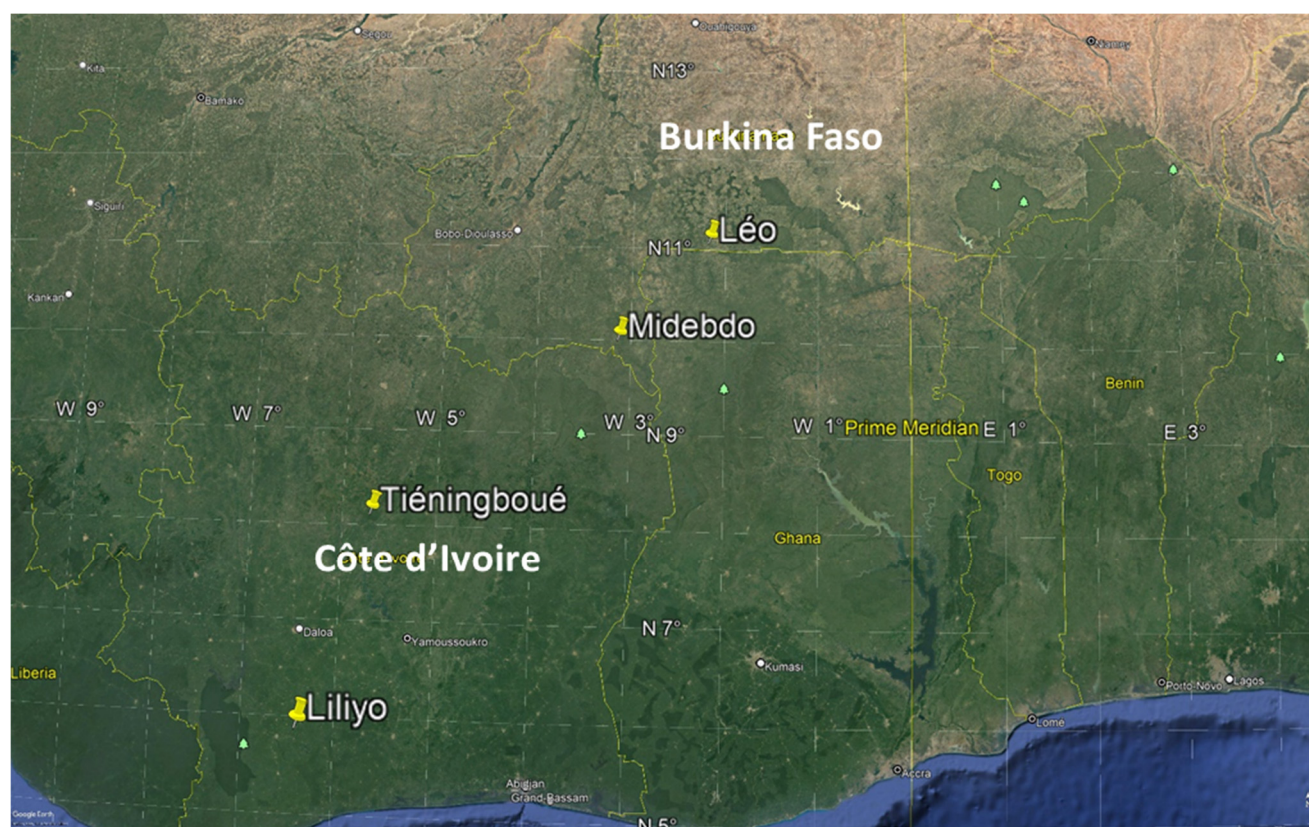 Ouahigouya
Segou
Niamey
Kita
N13°
Bamako
Burkina Faso
Siguiri
Bobo-Dioulasso
Léo
N11°
Kankan
Midebdo
Benin
W 9°
W 7°
W 5°
W 3°
W 1°
Prime Meridian
E 1°
E 3°
N 9°
Togo
Tiéningboué
Ghana
Côte d’Ivoire
Daloa
Yamoussoukro
N 7°
Kumasi
Liberia
Porto-Novo
Lagos
Liliyo
Lome
Accra
Abidjan
Grand-Bassam
Google Earth
N 5°